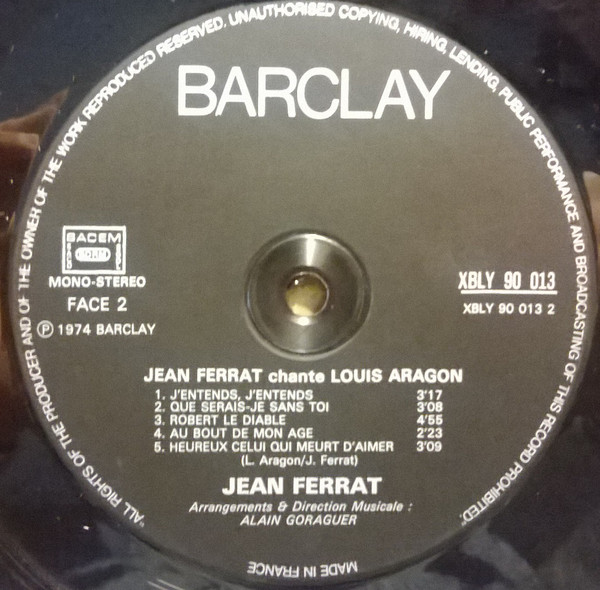 "ALL RIGHTS OF THE PRODUCER AND OF THE OWNER OF THE WORK REPRODUCED RESERVED. UNAUTHORISED COPYING, HIRING, LENDING, PUBLIC PERFORMANCE AND BROADCASTING OF THIS RECORD PROHIBITED."
BARCLAY
SACEM
MONO-STEREO
FACE 2
Ⓟ 1974 BARCLAY
XBLY 90 013
XBLY 90 013 2
JEAN FERRAT chante LOUIS ARAGON
1. J'ENTENDS, J'ENTENDS 3'17
2. QUE SERAIS-JE SANS TOI 3'08
3. ROBERT LE DIABLE 4'55
4. AU BOUT DE MON AGE 2'23
5. HEUREUX CELUI QUI MEURT D'AIMER 3'09
(L. Aragon/J. Ferrat)
JEAN FERRAT
Arrangements & Direction Musicale :
ALAIN GORAGUER
MADE IN FRANCE